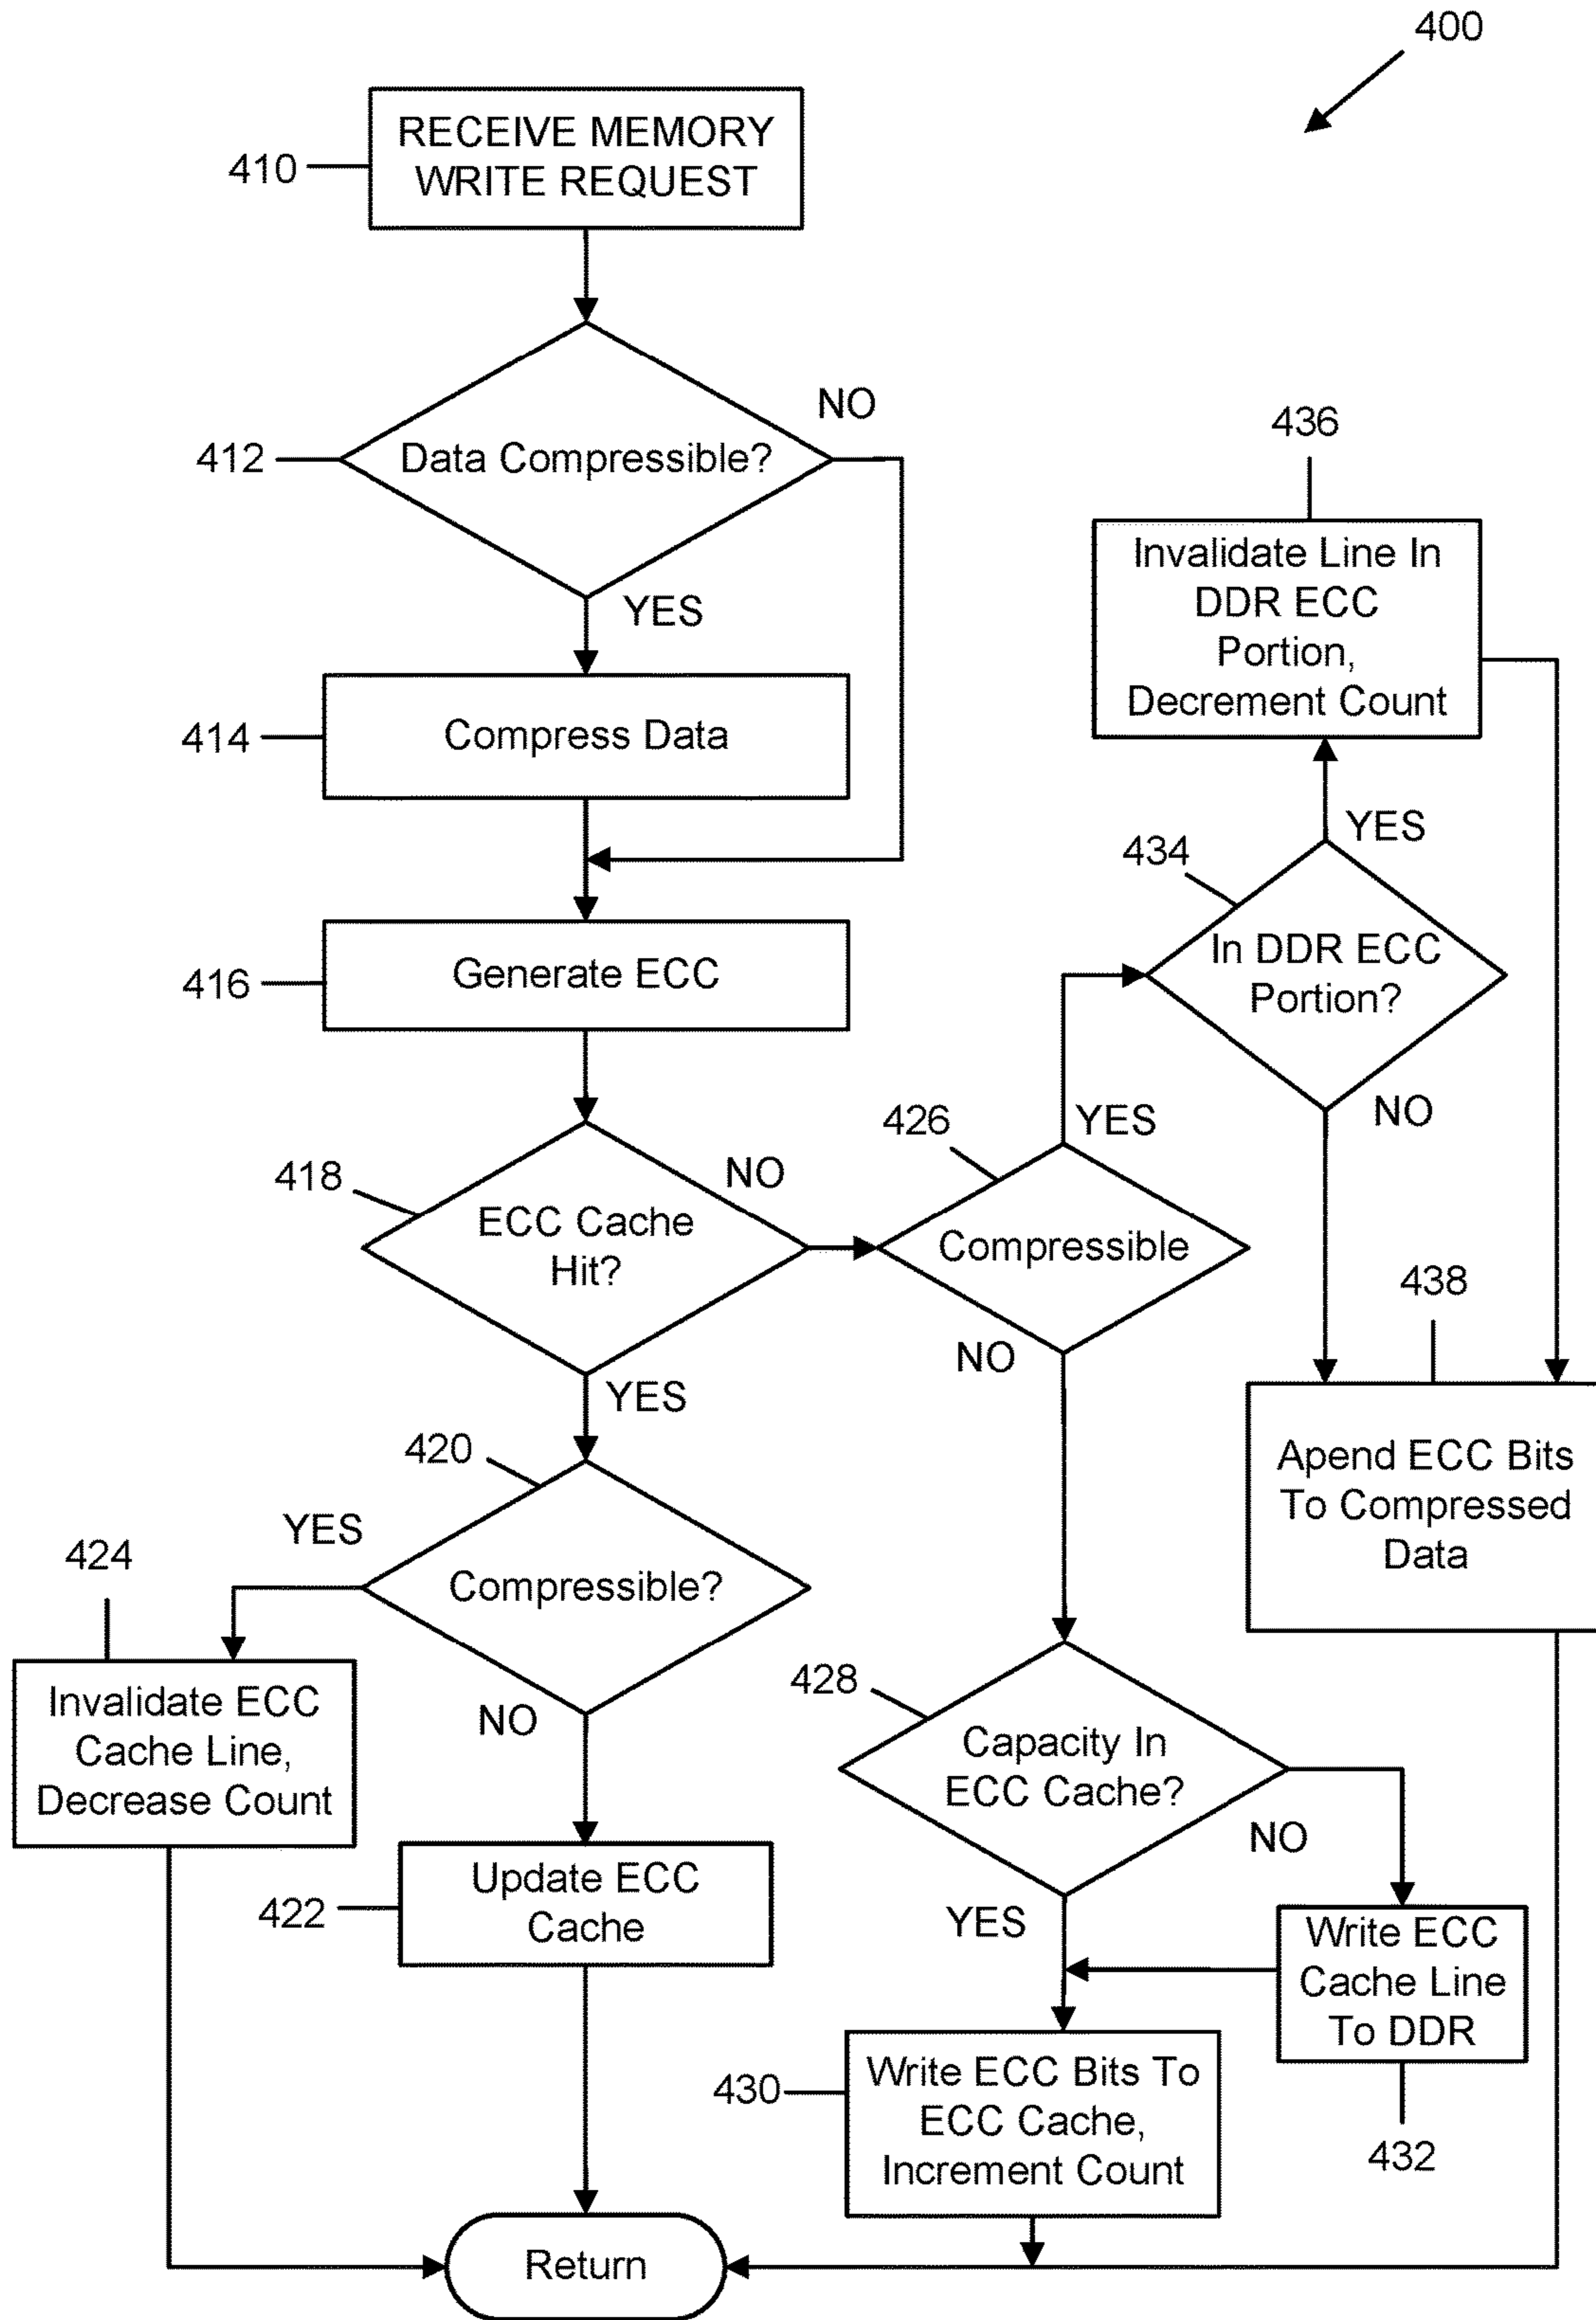 400
RECEIVE MEMORY
WRITE REQUEST
410
NO
412
Data Compressible?
YES
436
Invalidate Line In
DDR ECC
Portion,
Decrement Count
414
Compress Data
YES
434
416
Generate ECC
In DDR ECC
Portion?
NO
418
NO
426
YES
ECC Cache
Hit?
Compressible
YES
NO
438
420
YES
Compressible?
Apend ECC Bits
To Compressed
Data
424
Invalidate ECC
Cache Line,
Decrease Count
NO
428
Capacity In
ECC Cache?
NO
YES
422
Update ECC
Cache
Write ECC
Cache Line
To DDR
432
430
Write ECC Bits To
ECC Cache,
Increment Count
Return